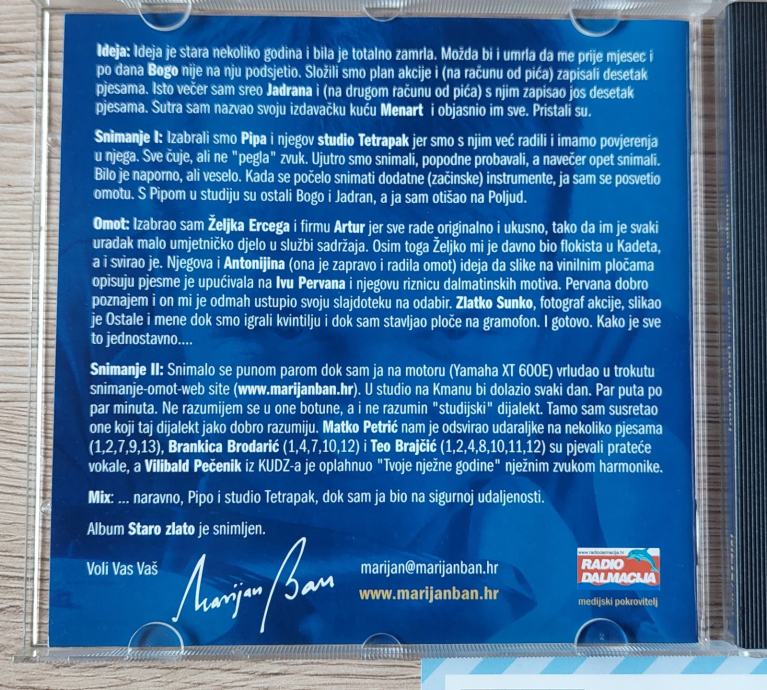 Ideja: Ideja je stara nekoliko godina i bila je totalno zamrla. Možda bi i umrla da me prije mjesec i
po dana Bogo nije na nju podsjetio. Složili smo plan akcije i (na računu od pića) zapisali desetak
pjesama. Isto večer sam sreo Jadrana i (na drugom računu od pića) s njim zapisao jos desetak
pjesama. Sutra sam nazvao svoju izdavačku kuću Menart i objasnio im sve. Pristali su.
Snimanje I: Izabrali smo Pipa i njegov studio Tetrapak jer smo s njim već radili i imamo povjerenja
u njega. Sve čuje, ali ne "pegla" zvuk. Ujutro smo snimali, popodne probavali, a navečer opet snimali.
Bilo je naporno, ali veselo. Kada se počelo snimati dodatne (začinske) instrumente, ja sam se posvetio
omotu. S Pipom u studiju su ostali Bogo i Jadran, a ja sam otišao na Poljud.
Omot: Izabrao sam Željka Ercega i firmu Artur jer sve rade originalno i ukusno, tako da im je svaki
uradak malo umjetničko djelo u službi sadržaja. Osim toga Željko mi je davno bio flokista u Kadeta,
a i svirao je. Njegova i Antonijina (ona je zapravo i radila omot) ideja da slike na vinilnim pločama
opisuju pjesme je upućivala na Ivu Pervana i njegovu riznicu dalmatinskih motiva. Pervana dobro
poznajem i on mi je odmah ustupio svoju slajdoteku na odabir. Zlatko Sunko, fotograf akcije, slikao
je Ostale i mene dok smo igrali kvintilju i dok sam stavljao ploče na gramofon. I gotovo. Kako je sve
to jednostavno....
Snimanje II: Snimalo se punom parom dok sam ja na motoru (Yamaha XT 600E) vrludao u trokutu
snimanje-omot-web site (www.marijanban.hr). U studio na Kmanu bi dolazio svaki dan. Par puta po
par minuta. Ne razumijem se u one botune, a i ne razumin "studijski" dijalekt. Tamo sam susretao
one koji taj dijalekt jako dobro razumiju. Matko Petrić nam je odsvirao udaraljke na nekoliko pjesama
(1,2,7,9,13), Brankica Brodarić (1,4,7,10,12) i Teo Brajčić (1,2,4,8,10,11,12) su pjevali prateće
vokale, a Vilibald Pečenik iz KUDZ-a je oplahnuo "Tvoje nježne godine" nježnim zvukom harmonike.
Mix: ... naravno, Pipo i studio Tetrapak, dok sam ja bio na sigurnoj udaljenosti.
Album Staro zlato je snimljen.
Voli Vas Vaš
Marijan Ban
marijan@marijanban.hr
www.marijanban.hr
www.radiodalmacija.hr
RADIO
DALMACIJA
medijski pokrovitelj